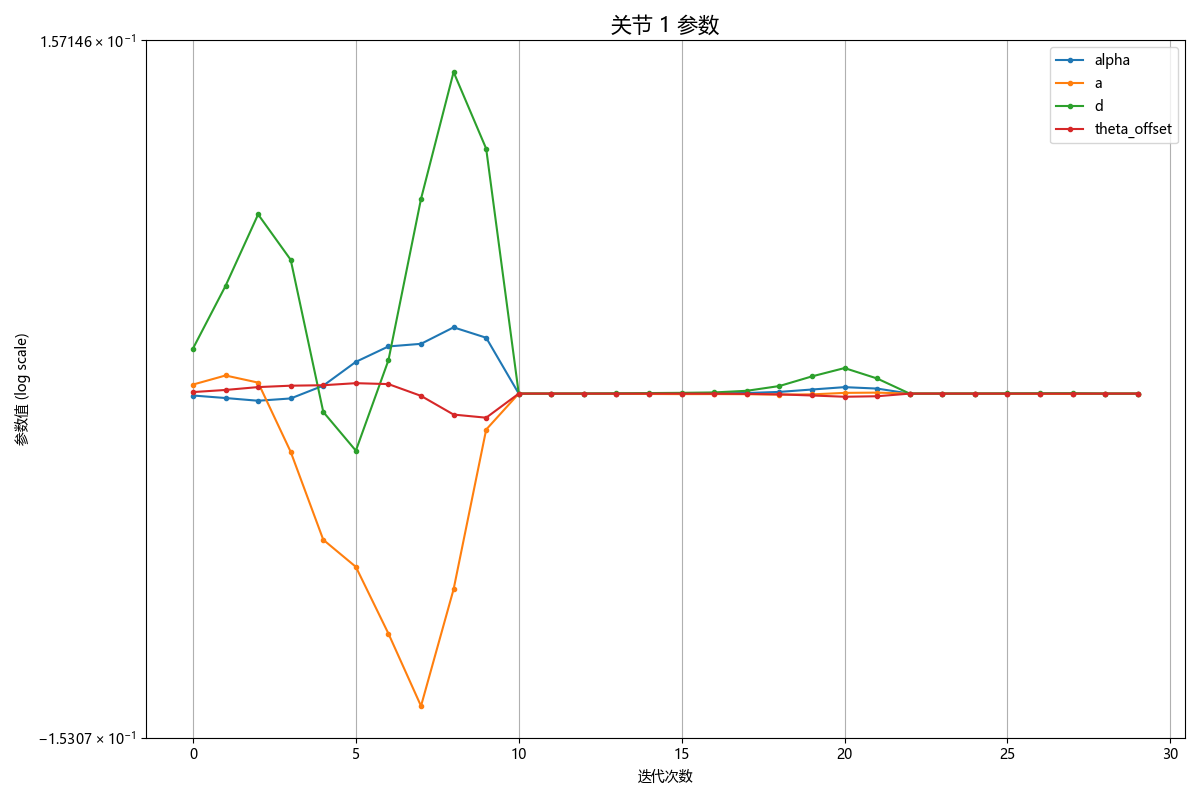 关节 1 参数
1.57146 × 10⁻¹
−1.5307 × 10⁻¹
参数值 (log scale)
alpha
a
d
theta_offset
0 5 10 15 20 25 30
迭代次数